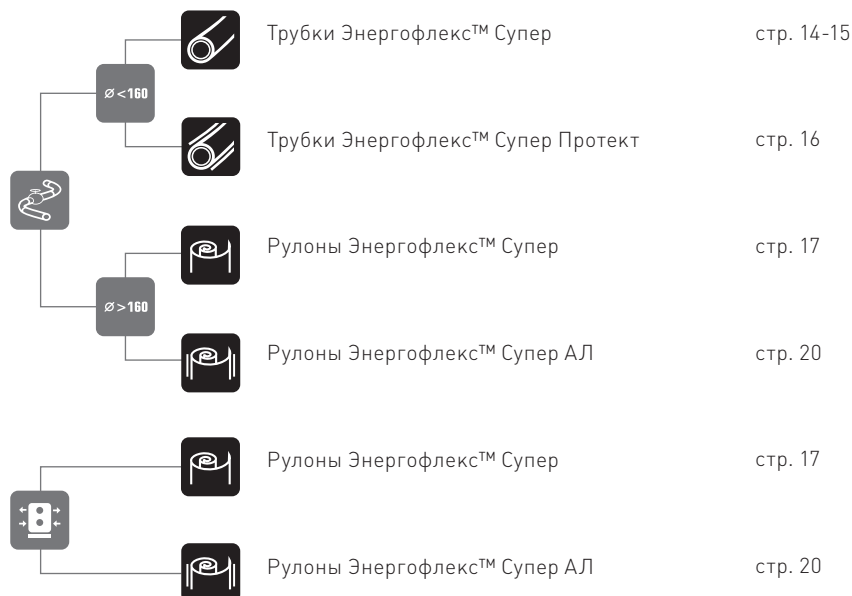 Трубки Энергофлекс™ Супер стр. 14-15
ø<160
Трубки Энергофлекс™ Супер Протект стр. 16
Рулоны Энергофлекс™ Супер стр. 17
ø>160
Рулоны Энергофлекс™ Супер АЛ стр. 20
Рулоны Энергофлекс™ Супер стр. 17
Рулоны Энергофлекс™ Супер АЛ стр. 20